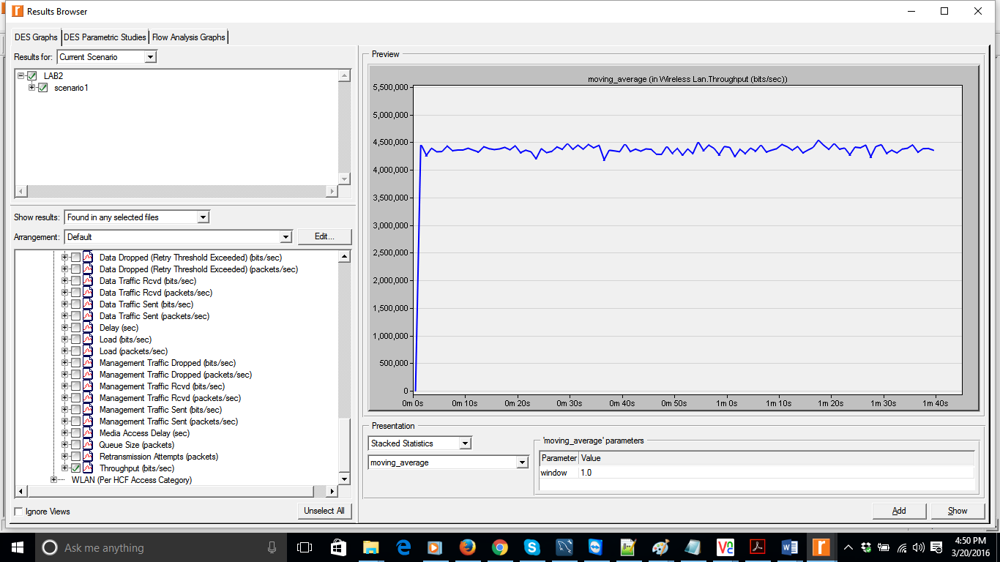 Results Browser
DES Graphs DES Parametric Studies Flow Analysis Graphs
Results for: Current Scenario
LAB2
scenario1
Show results: Found in any selected files
Arrangement: Default Edit...
Data Dropped (Retry Threshold Exceeded) (bits/sec)
Data Dropped (Retry Threshold Exceeded) (packets/sec)
Data Traffic Rcvd (bits/sec)
Data Traffic Rcvd (packets/sec)
Data Traffic Sent (bits/sec)
Data Traffic Sent (packets/sec)
Delay (sec)
Load (bits/sec)
Load (packets/sec)
Management Traffic Dropped (bits/sec)
Management Traffic Dropped (packets/sec)
Management Traffic Rcvd (bits/sec)
Management Traffic Rcvd (packets/sec)
Management Traffic Sent (bits/sec)
Management Traffic Sent (packets/sec)
Media Access Delay (sec)
Queue Size (packets)
Retransmission Attempts (packets)
Throughput (bits/sec)
WLAN (Per HCF Access Category)
Ignore Views Unselect All
Preview
moving_average (in Wireless Lan.Throughput (bits/sec))
5,500,000
5,000,000
4,500,000
4,000,000
3,500,000
3,000,000
2,500,000
2,000,000
1,500,000
1,000,000
500,000
0
0m 0s 0m 10s 0m 20s 0m 30s 0m 40s 0m 50s 1m 0s 1m 10s 1m 20s 1m 30s 1m 40s
Presentation
Stacked Statistics
moving_average
'moving_average' parameters
Parameter Value
window 1.0
Add Show
Ask me anything
4:50 PM
3/20/2016